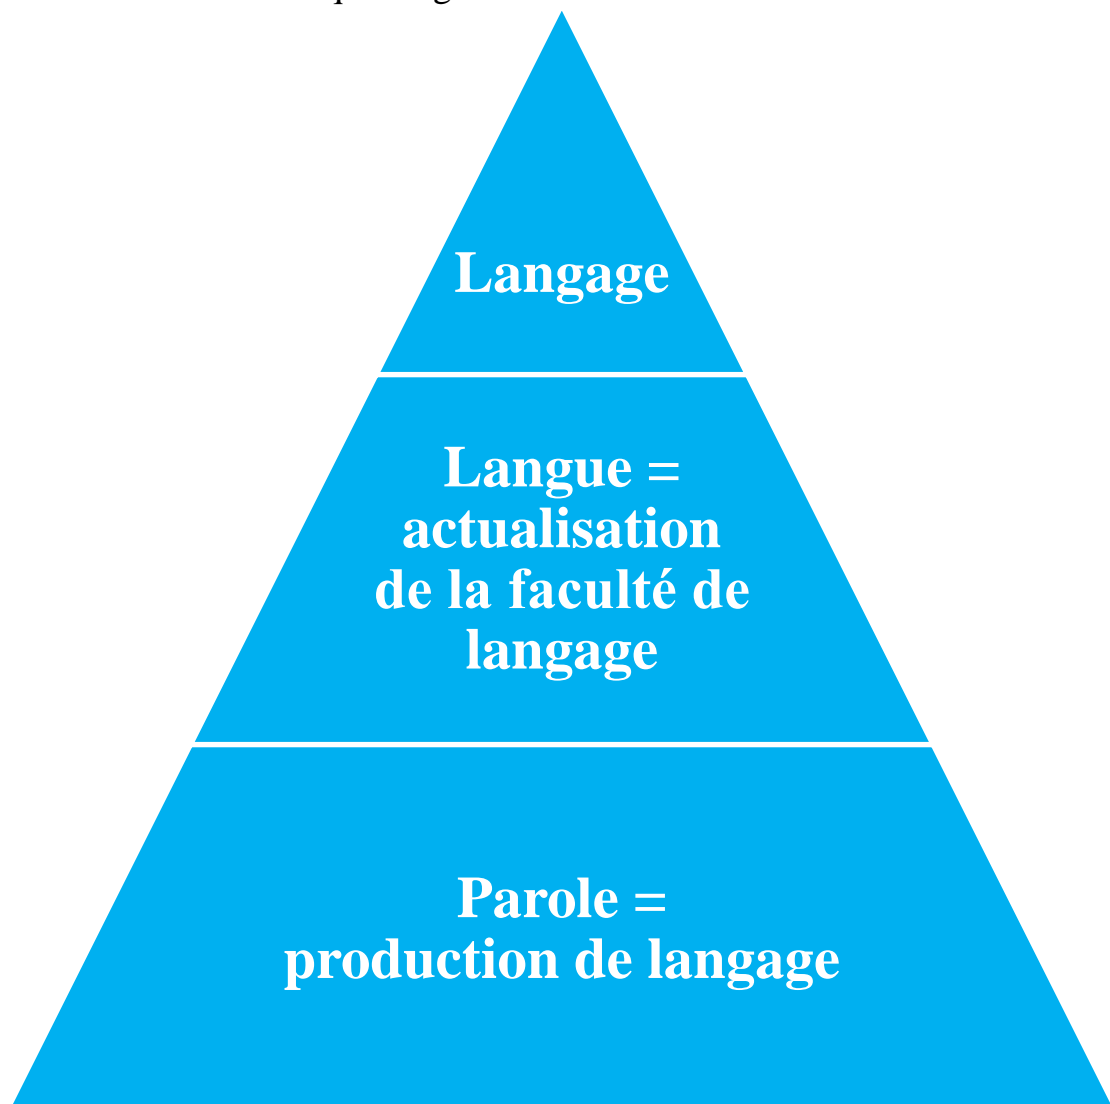 Langage
Langue =
actualisation
de la faculté de
langage
Parole =
production de langage